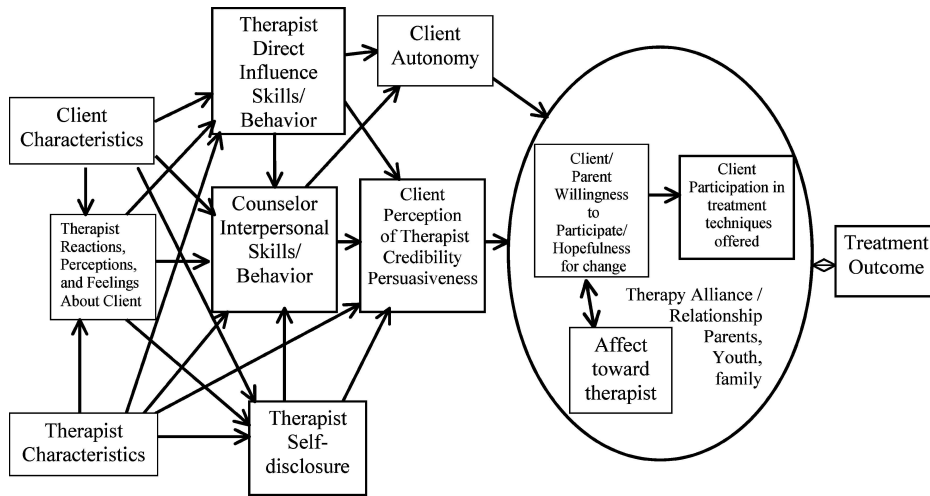 Therapist
Direct
Influence
Skills/
Behavior
Client
Autonomy
Client
Characteristics
Therapist
Reactions,
Perceptions,
and Feelings
About Client
Counselor
Interpersonal
Skills/
Behavior
Client
Perception
of Therapist
Credibility
Persuasiveness
Client/
Parent
Willingness
to
Participate/
Hopefulness
for change
Client
Participation in
treatment
techniques
offered
Treatment
Outcome
Therapy Alliance /
Relationship
Parents,
Youth,
family
Affect
toward
therapist
Therapist
Characteristics
Therapist
Self-
disclosure